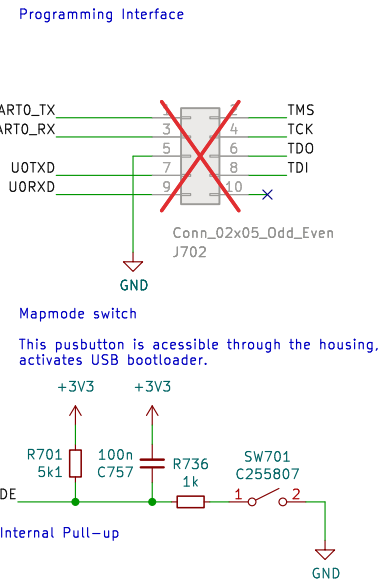 Programming Interface
ART0_TX 1 2 TMS
ART0_RX 3 4 TCK
5 6 TDO
U0TXD 7 8 TDI
U0RXD 9 10
Conn_02x05_Odd_Even
J702
GND
Mapmode switch
This pusbutton is acessible through the housing,
activates USB bootloader.
+3V3 +3V3
R701 5k1
100n C757
R736 1k
SW701
C255807
DE
1 2
Internal Pull-up
GND